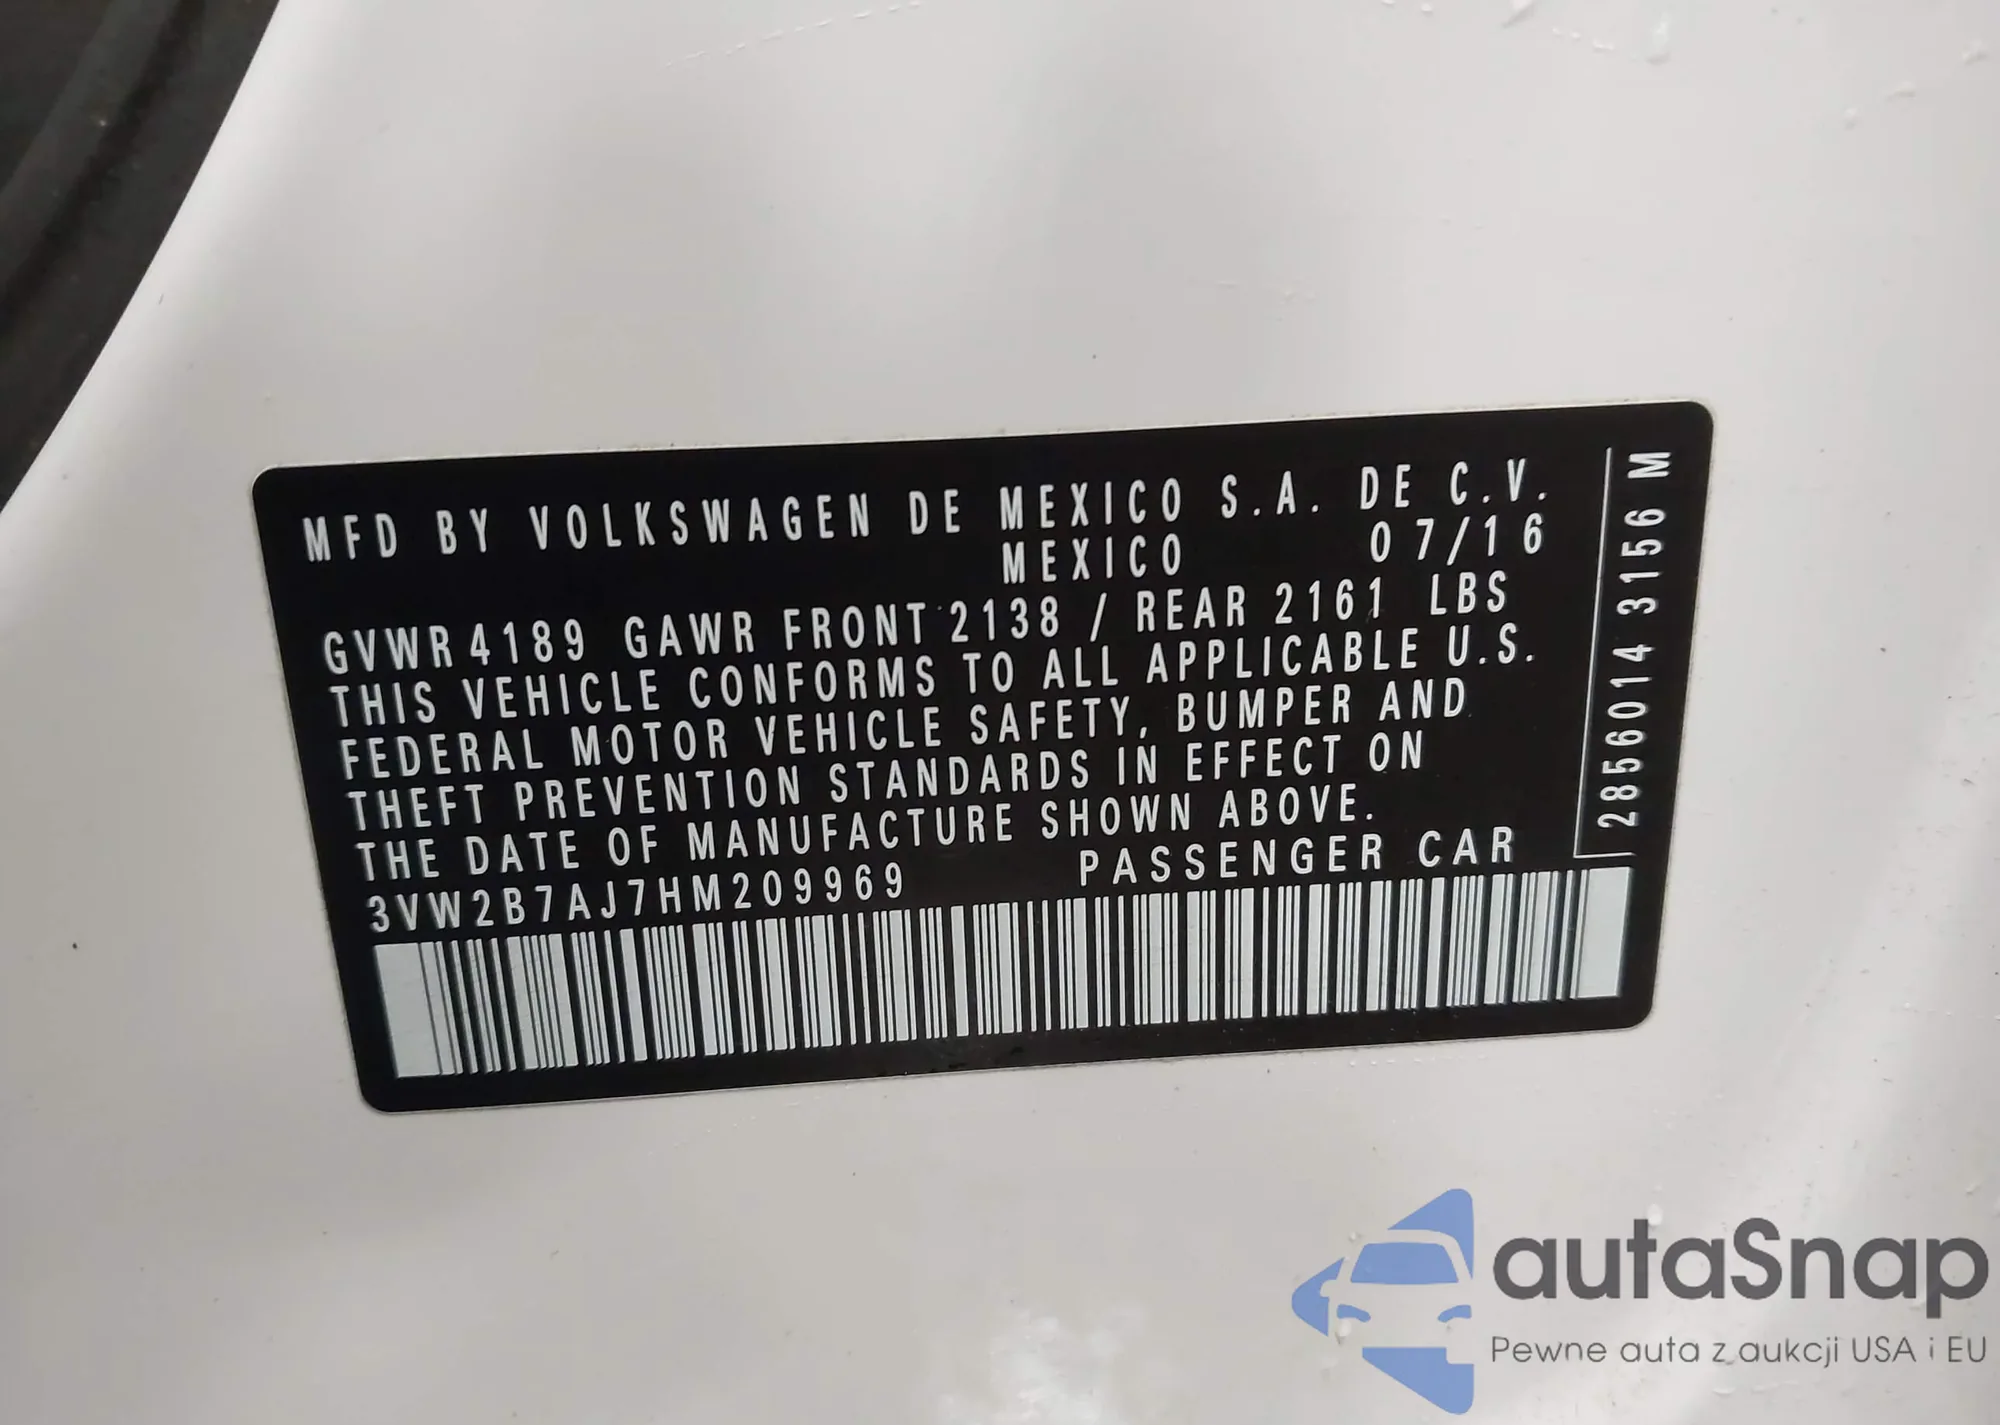 MFD BY VOLKSWAGEN DE MEXICO S.A. DE C.V.
MEXICO 07/16
GVWR 4189 GAWR FRONT 2138 / REAR 2161 LBS
THIS VEHICLE CONFORMS TO ALL APPLICABLE U.S.
FEDERAL MOTOR VEHICLE SAFETY, BUMPER AND
THEFT PREVENTION STANDARDS IN EFFECT ON
THE DATE OF MANUFACTURE SHOWN ABOVE.
3VW2B7AJ7HM209969 PASSENGER CAR
2856014 3156 M
autaSnap
Pewne auta z aukcji USA i EU